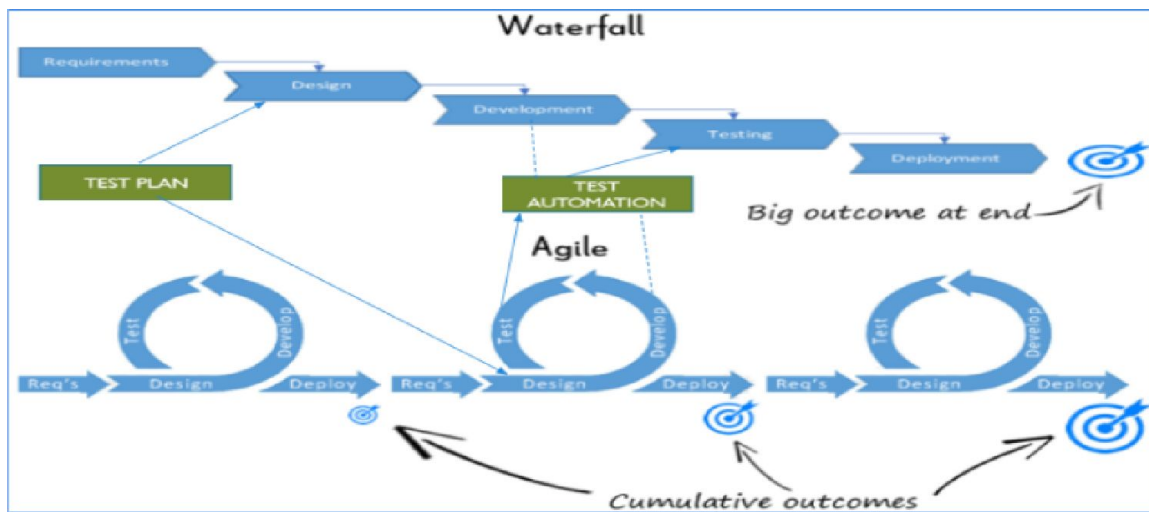 Waterfall
Requirements
Design
Development
Testing
Deployment
TEST PLAN
TEST
AUTOMATION
Big outcome at end
Agile
Test
Develop
Req's
Design
Deploy
Test
Develop
Req's
Design
Deploy
Test
Develop
Req's
Design
Deploy
Cumulative outcomes